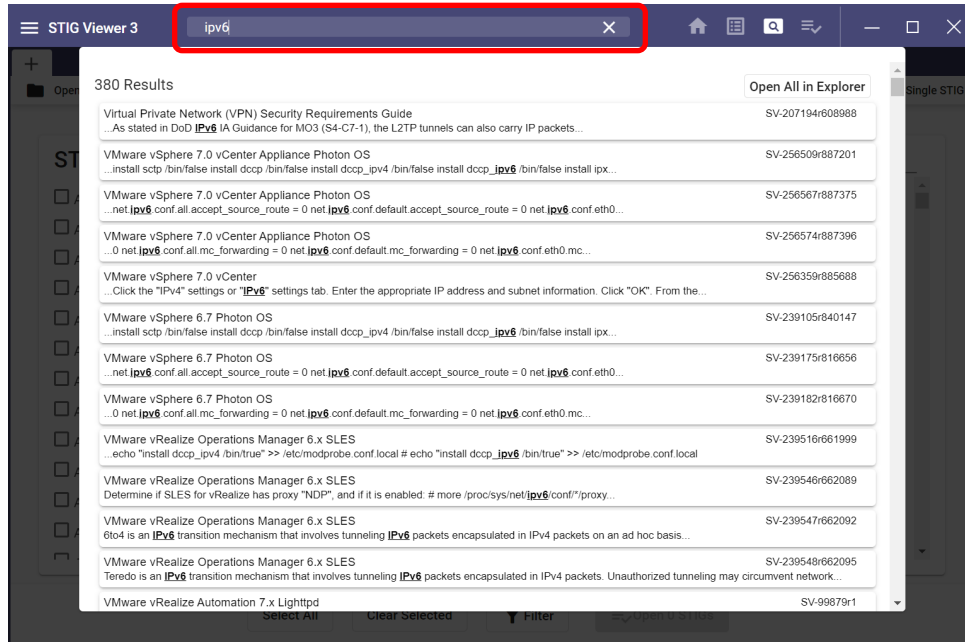 STIG Viewer 3
ipv6
Open
Single STIG
ST
380 Results
Open All in Explorer
Virtual Private Network (VPN) Security Requirements Guide SV-207194r608988
...As stated in DoD IPv6 IA Guidance for MO3 (S4-C7-1), the L2TP tunnels can also carry IP packets...
VMware vSphere 7.0 vCenter Appliance Photon OS SV-256509r887201
...install sctp /bin/false install dccp /bin/false install dccp_ipv4 /bin/false install dccp_ipv6 /bin/false install ipx...
VMware vSphere 7.0 vCenter Appliance Photon OS SV-256567r887375
...net.ipv6.conf.all.accept_source_route = 0 net.ipv6.conf.default.accept_source_route = 0 net.ipv6.conf.eth0...
VMware vSphere 7.0 vCenter Appliance Photon OS SV-256574r887396
...0 net.ipv6.conf.all.mc_forwarding = 0 net.ipv6.conf.default.mc_forwarding = 0 net.ipv6.conf.eth0.mc...
VMware vSphere 7.0 vCenter SV-256359r885688
...Click the "IPv4" settings or "IPv6" settings tab. Enter the appropriate IP address and subnet information. Click "OK". From the...
VMware vSphere 6.7 Photon OS SV-239105r840147
...install sctp /bin/false install dccp /bin/false install dccp_ipv4 /bin/false install dccp_ipv6 /bin/false install ipx...
VMware vSphere 6.7 Photon OS SV-239175r816656
...net.ipv6.conf.all.accept_source_route = 0 net.ipv6.conf.default.accept_source_route = 0 net.ipv6.conf.eth0...
VMware vSphere 6.7 Photon OS SV-239182r816670
...0 net.ipv6.conf.all.mc_forwarding = 0 net.ipv6.conf.default.mc_forwarding = 0 net.ipv6.conf.eth0.mc...
VMware vRealize Operations Manager 6.x SLES SV-239516r661999
...echo "install dccp_ipv4 /bin/true" >> /etc/modprobe.conf.local # echo "install dccp_ipv6 /bin/true" >> /etc/modprobe.conf.local
VMware vRealize Operations Manager 6.x SLES SV-239546r662089
Determine if SLES for vRealize has proxy "NDP", and if it is enabled: # more /proc/sys/net/ipv6/conf/*/proxy...
VMware vRealize Operations Manager 6.x SLES SV-239547r662092
6to4 is an IPv6 transition mechanism that involves tunneling IPv6 packets encapsulated in IPv4 packets on an ad hoc basis...
VMware vRealize Operations Manager 6.x SLES SV-239548r662095
Teredo is an IPv6 transition mechanism that involves tunneling IPv6 packets encapsulated in IPv4 packets. Unauthorized tunneling may circumvent network...
VMware vRealize Automation 7.x Lighttpd SV-99879r1
Select All Clear Selected Filter Open 0 STIGs